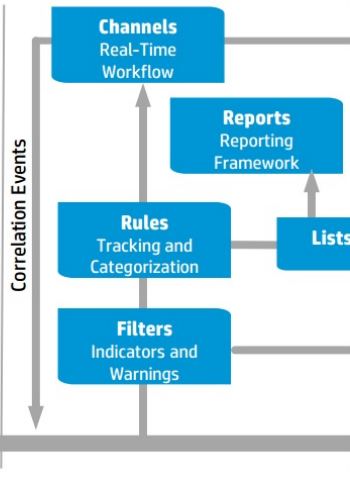 Channels
Real-Time
Workflow
Reports
Reporting
Framework
Correlation Events
Rules
Tracking and
Categorization
Lists
Filters
Indicators and
Warnings